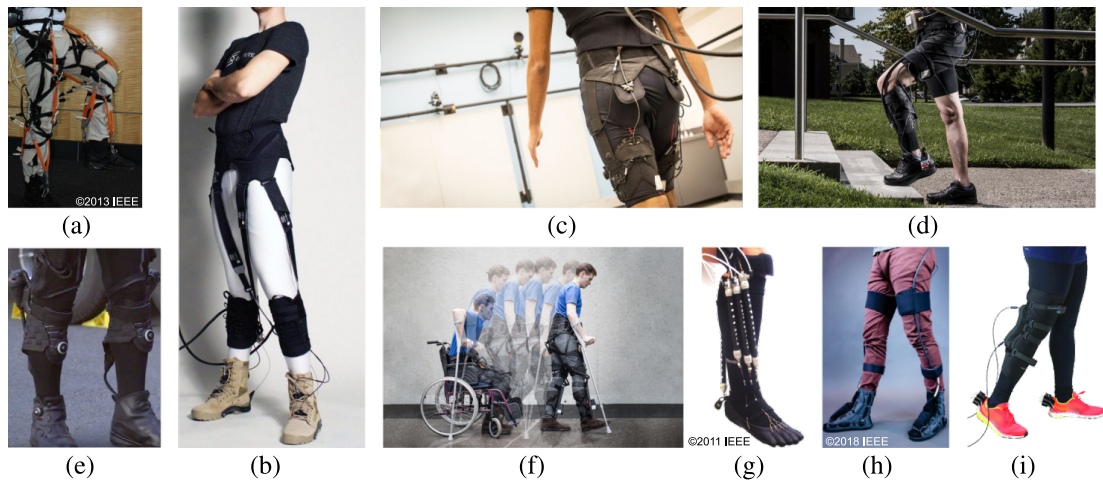 ©2013 IEEE
(a)
(b)
(c)
(d)
(e)
(f)
©2011 IEEE
(g)
©2018 IEEE
(h)
(i)